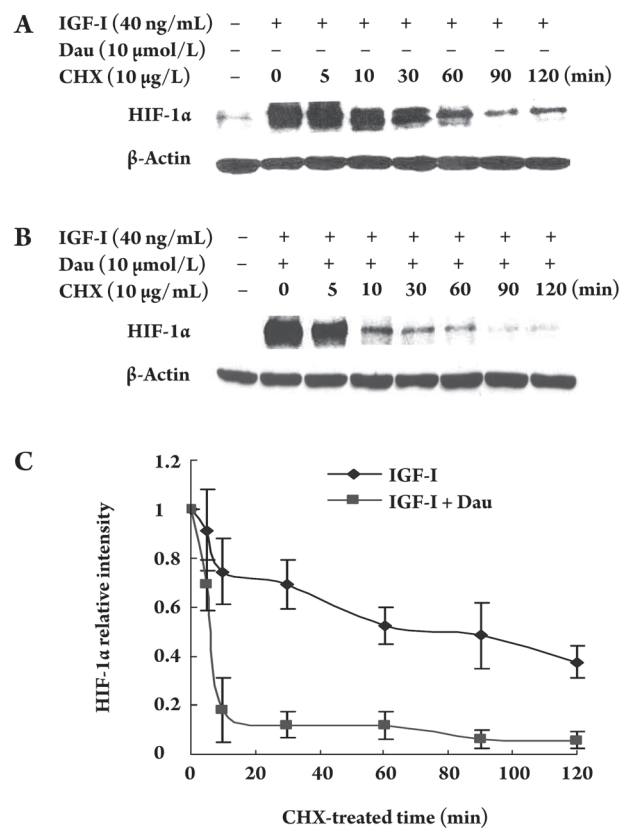 A
IGF-I (40 ng/mL) – + + + + + + +
Dau (10 μmol/L) – – – – – – – –
CHX (10 μg/L) – 0 5 10 30 60 90 120 (min)
HIF-1α
β-Actin
B
IGF-I (40 ng/mL) – + + + + + + +
Dau (10 μmol/L) – + + + + + + +
CHX (10 μg/mL) – 0 5 10 30 60 90 120 (min)
HIF-1α
β-Actin
C
HIF-1α relative intensity
1.2
1
0.8
0.6
0.4
0.2
0
IGF-I
IGF-I + Dau
0 20 40 60 80 100 120
CHX-treated time (min)